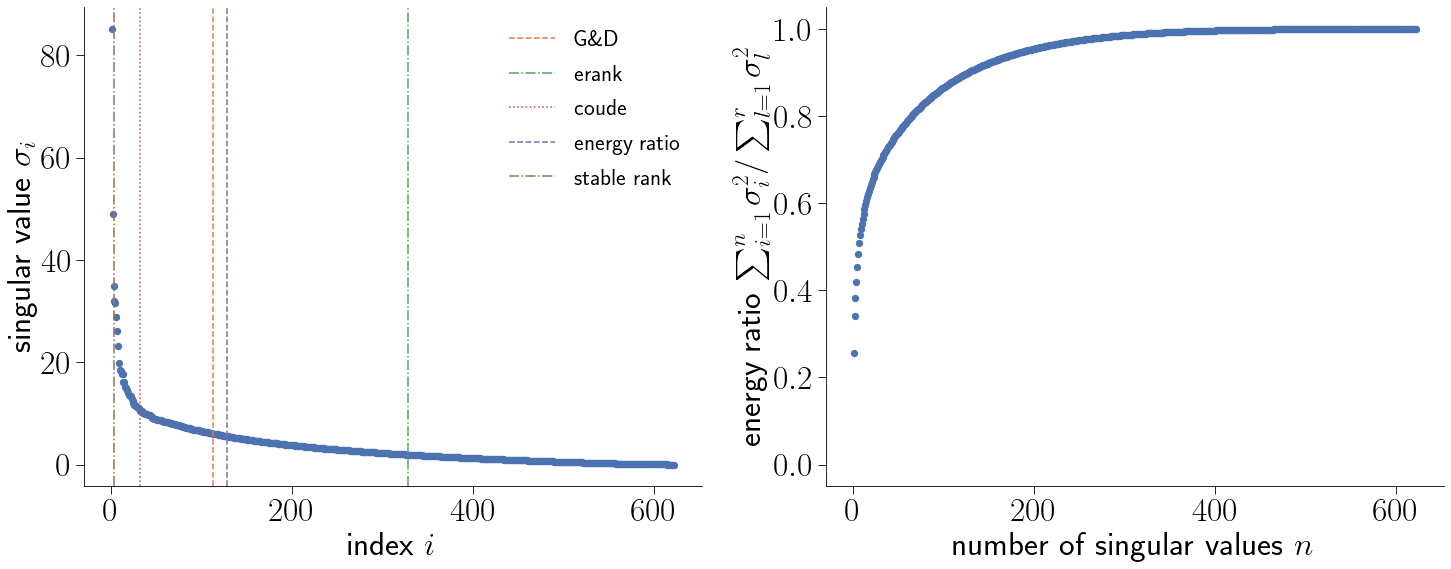 80
60
40
20
0
singular value σ_i
0 200 400 600
index i
G&D
erank
coude
energy ratio
stable rank
1.0
0.8
0.6
0.4
0.2
0.0
energy ratio ∑_{i=1}^{n} σ_i^2 / ∑_{l=1}^{r} σ_l^2
0 200 400 600
number of singular values n